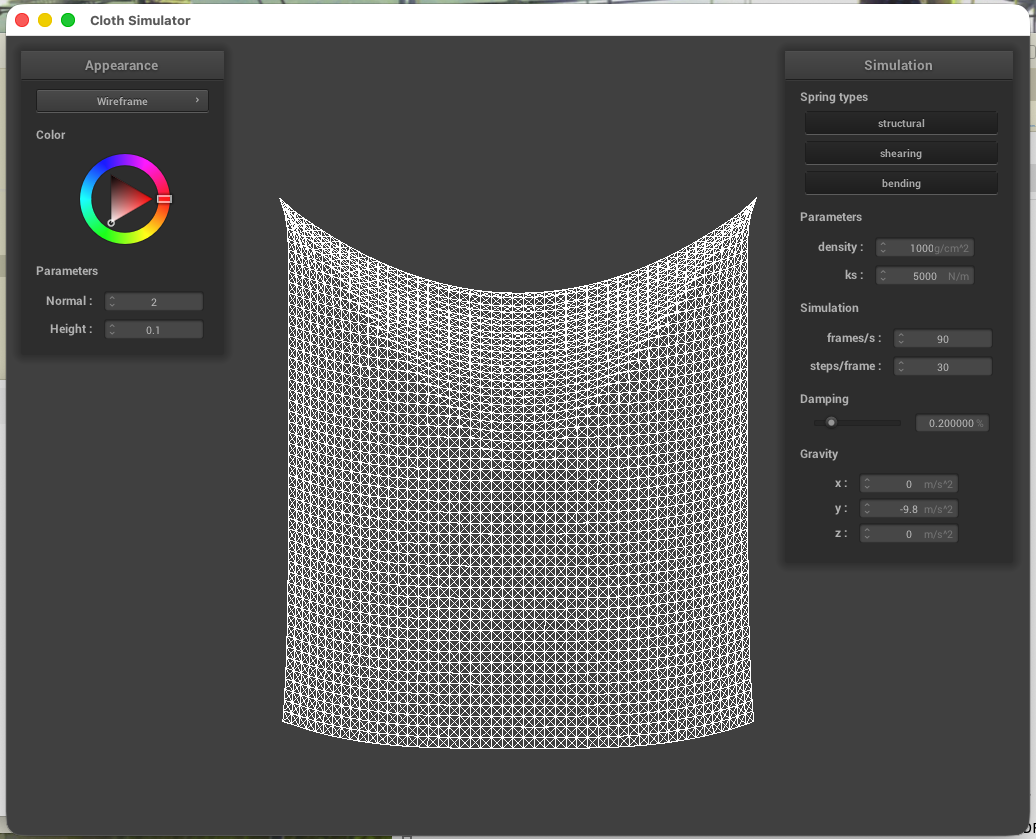 Cloth Simulator
Appearance
Wireframe
Color
Parameters
Normal : 2
Height : 0.1
Simulation
Spring types
structural
shearing
bending
Parameters
density : 1000 g/cm^2
ks : 5000 N/m
Simulation
frames/s : 90
steps/frame : 30
Damping
0.200000 %
Gravity
x : 0 m/s^2
y : -9.8 m/s^2
z : 0 m/s^2